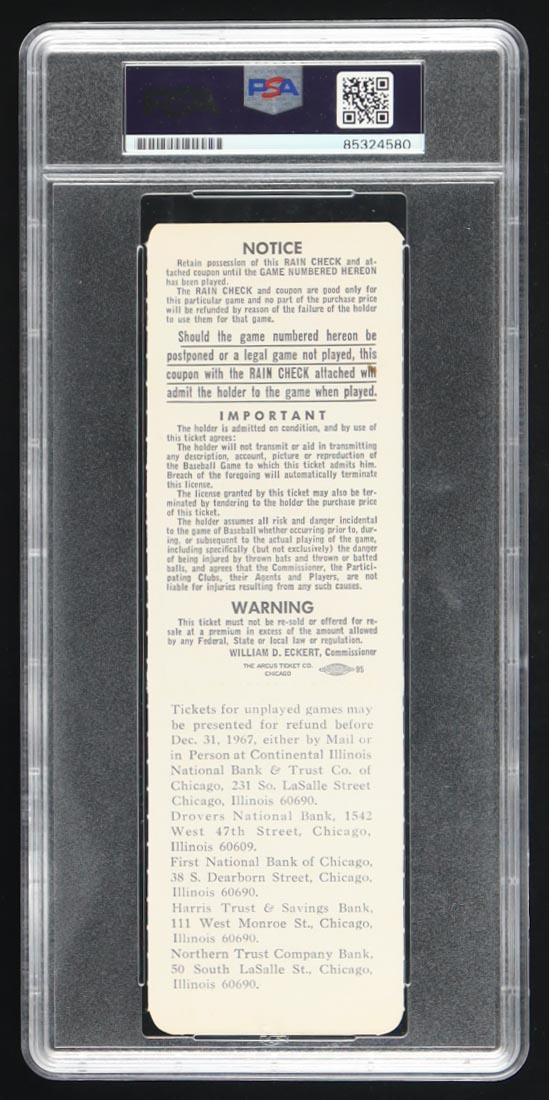 PSA
85324580
NOTICE
Retain possession of this RAIN CHECK and at-
tached coupon until the GAME NUMBERED HEREON
has been played.
The RAIN CHECK and coupon are good only for
this particular game and no part of the purchase price
will be refunded by reason of the failure of the holder
to use them for that game.
Should the game numbered hereon be
postponed or a legal game not played, this
coupon with the RAIN CHECK attached will
admit the holder to the game when played.
IMPORTANT
The holder is admitted on condition, and by use of
this ticket agrees:
The holder will not transmit or aid in transmitting
any description, account, picture or reproduction of
the Baseball Game to which this ticket admits him.
Breach of the foregoing will automatically terminate
this license.
The license granted by this ticket may also be ter-
minated by tendering to the holder the purchase price
of this ticket.
The holder assumes all risk and danger incidental
to the game of Baseball whether occurring prior to, dur-
ing, or subsequent to the actual playing of the game,
including specifically (but not exclusively) the danger
of being injured by thrown bats and thrown or batted
balls, and agrees that the Commissioner, the Partici-
pating Clubs, their Agents and Players, are not
liable for injuries resulting from any such causes.
WARNING
This ticket must not be re-sold or offered for re-
sale at a premium in excess of the amount allowed
by any Federal, State or local law or regulation.
WILLIAM D. ECKERT, Commissioner
THE ARCUS TICKET CO.
CHICAGO
95
Tickets for unplayed games may
be presented for refund before
Dec. 31, 1967, either by Mail or
in Person at Continental Illinois
National Bank & Trust Co. of
Chicago, 231 So. LaSalle Street
Chicago, Illinois 60690.
Drovers National Bank, 1542
West 47th Street, Chicago,
Illinois 60609.
First National Bank of Chicago,
38 S. Dearborn Street, Chicago,
Illinois 60690.
Harris Trust & Savings Bank,
111 West Monroe St., Chicago,
Illinois 60690.
Northern Trust Company Bank,
50 South LaSalle St., Chicago,
Illinois 60690.